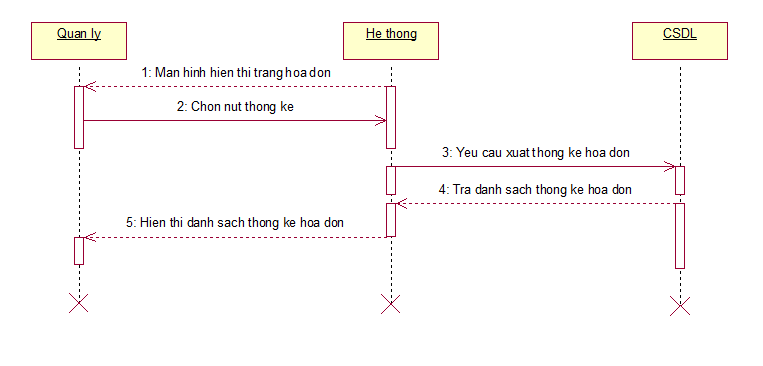 Quan ly
He thong
CSDL
1: Man hinh hien thi trang hoa don
2: Chon nut thong ke
3: Yeu cau xuat thong ke hoa don
4: Tra danh sach thong ke hoa don
5: Hien thi danh sach thong ke hoa don